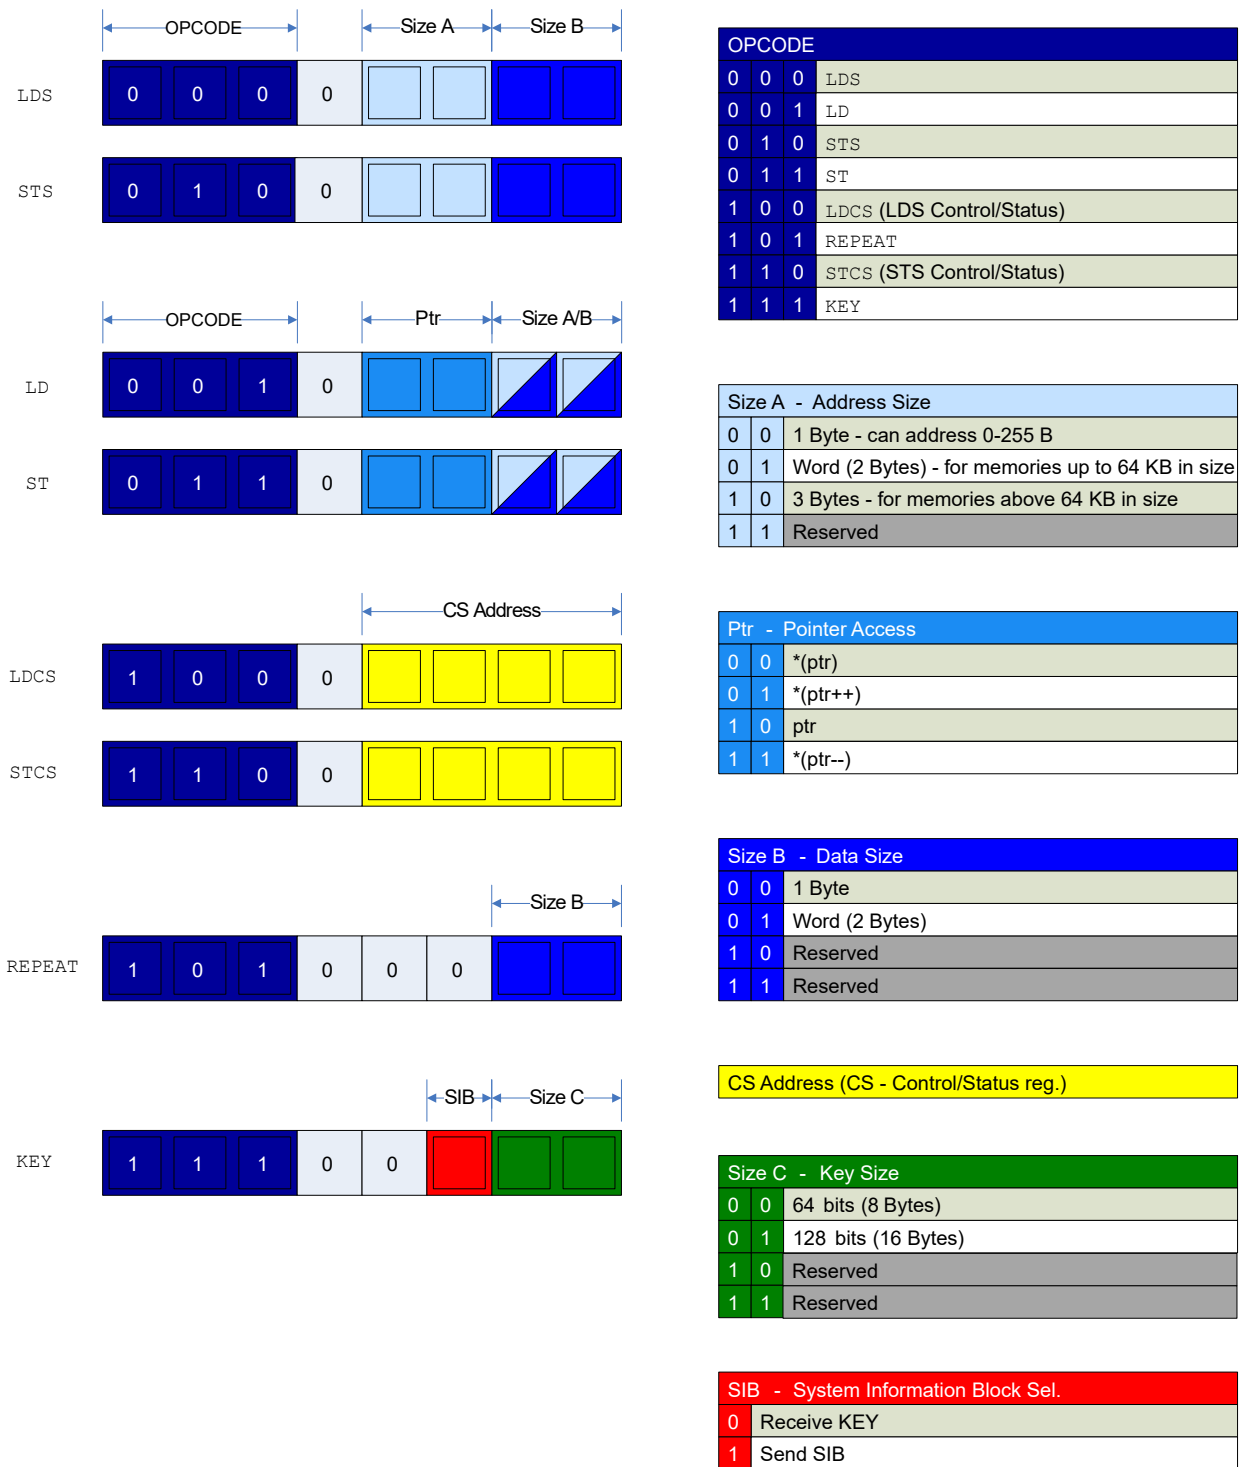 OPCODE Size A Size B
LDS 0 0 0 0
STS 0 1 0 0
OPCODE Ptr Size A/B
LD 0 0 1 0
ST 0 1 1 0
CS Address
LDCS 1 0 0 0
STCS 1 1 0 0
Size B
REPEAT 1 0 1 0 0 0
SIB Size C
KEY 1 1 1 0 0
OPCODE
0 0 0 LDS
0 0 1 LD
0 1 0 STS
0 1 1 ST
1 0 0 LDCS (LDS Control/Status)
1 0 1 REPEAT
1 1 0 STCS (STS Control/Status)
1 1 1 KEY
Size A - Address Size
0 0 1 Byte - can address 0-255 B
0 1 Word (2 Bytes) - for memories up to 64 KB in size
1 0 3 Bytes - for memories above 64 KB in size
1 1 Reserved
Ptr - Pointer Access
0 0 *(ptr)
0 1 *(ptr++)
1 0 ptr
1 1 *(ptr--)
Size B - Data Size
0 0 1 Byte
0 1 Word (2 Bytes)
1 0 Reserved
1 1 Reserved
CS Address (CS - Control/Status reg.)
Size C - Key Size
0 0 64 bits (8 Bytes)
0 1 128 bits (16 Bytes)
1 0 Reserved
1 1 Reserved
SIB - System Information Block Sel.
0 Receive KEY
1 Send SIB